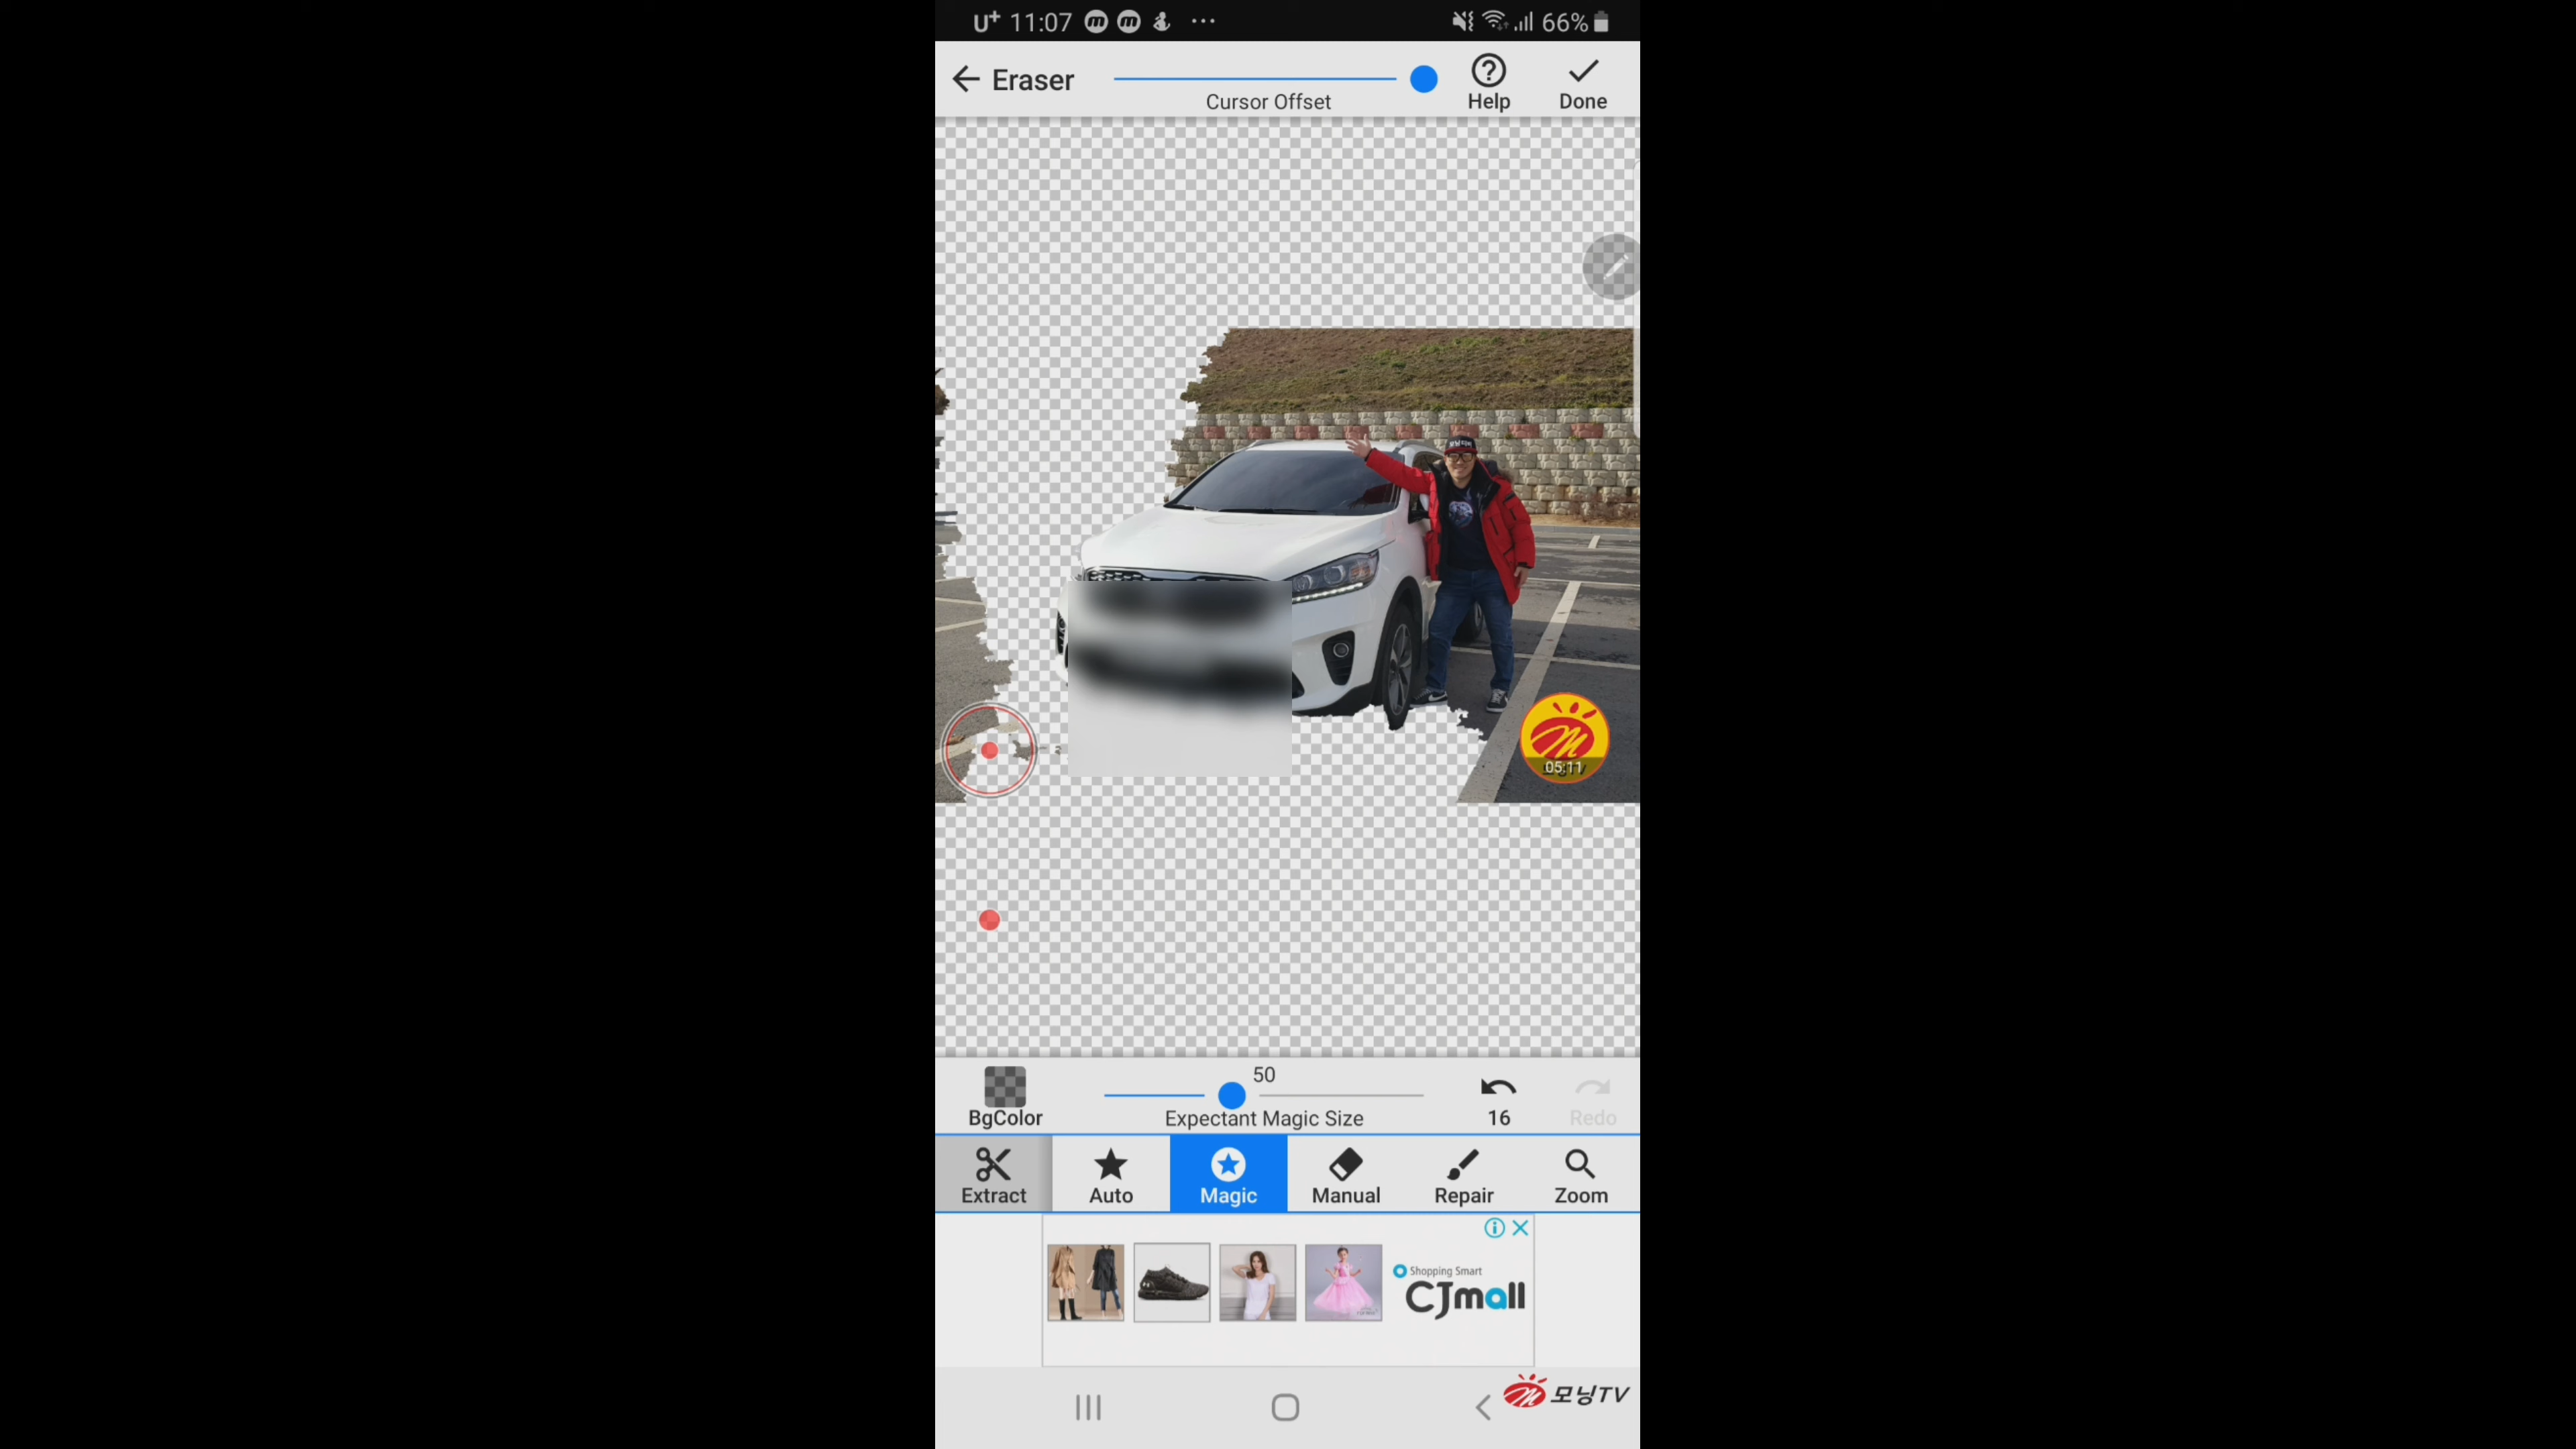 U+ 11:07 66%
Eraser
Cursor Offset
Help
Done
05:11
BgColor
50
Expectant Magic Size
16
Redo
Extract
Auto
Magic
Manual
Repair
Zoom
Shopping Smart
CJmall
모닝TV